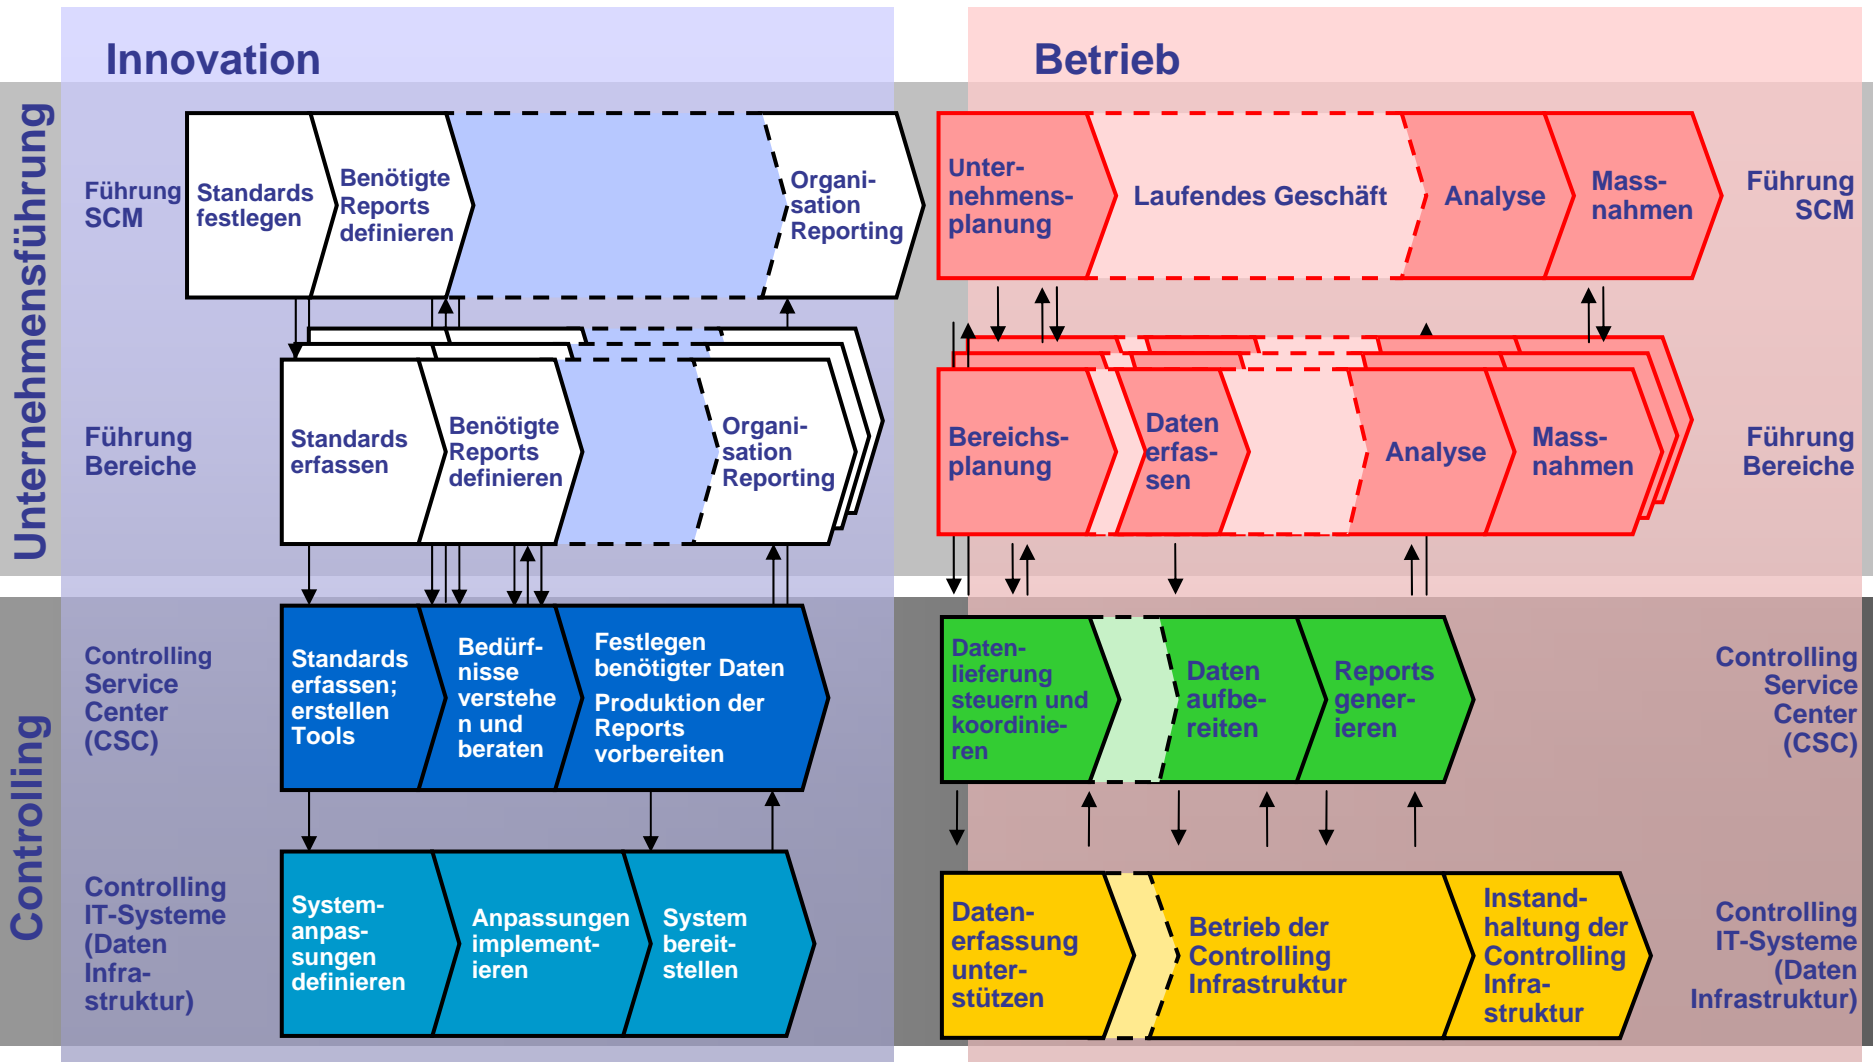 Innovation
Betrieb
Unternehmensführung
Führung
SCM
Standards
festlegen
Benötigte
Reports
definieren
Organi-
sation
Reporting
Unter-
nehmens-
planung
Laufendes Geschäft
Analyse
Mass-
nahmen
Führung
SCM
Führung
Bereiche
Standards
erfassen
Benötigte
Reports
definieren
Organi-
sation
Reporting
Bereichs-
planung
Daten
erfas-
sen
Analyse
Mass-
nahmen
Führung
Bereiche
Controlling
Controlling
Service
Center
(CSC)
Standards
erfassen;
erstellen
Tools
Bedürf-
nisse
verstehe
n und
beraten
Festlegen
benötigter Daten
Produktion der
Reports
vorbereiten
Daten-
lieferung
steuern und
koordinie-
ren
Daten
aufbe-
reiten
Reports
gener-
ieren
Controlling
Service
Center
(CSC)
Controlling
IT-Systeme
(Daten
Infra-
struktur)
System-
anpas-
sungen
definieren
Anpassungen
implement-
ieren
System
bereit-
stellen
Daten-
erfassung
unter-
stützen
Betrieb der
Controlling
Infrastruktur
Instand-
haltung der
Controlling
Infra-
struktur
Controlling
IT-Systeme
(Daten
Infrastruktur)